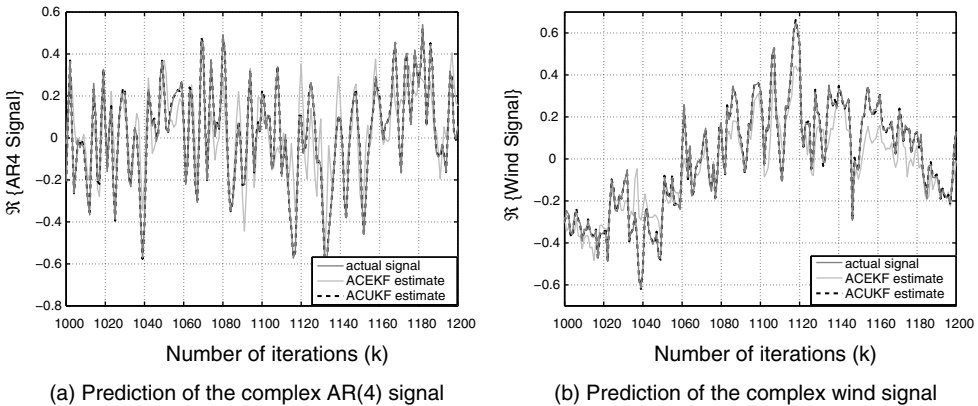 0.6
0.4
0.2
0
−0.2
−0.4
−0.6
−0.8
ℜ {AR4 Signal}
actual signal
ACEKF estimate
ACUKF estimate
1000 1020 1040 1060 1080 1100 1120 1140 1160 1180 1200
Number of iterations (k)
(a) Prediction of the complex AR(4) signal
0.6
0.4
0.2
0
−0.2
−0.4
−0.6
ℜ {Wind Signal}
actual signal
ACEKF estimate
ACUKF estimate
1000 1020 1040 1060 1080 1100 1120 1140 1160 1180 1200
Number of iterations (k)
(b) Prediction of the complex wind signal